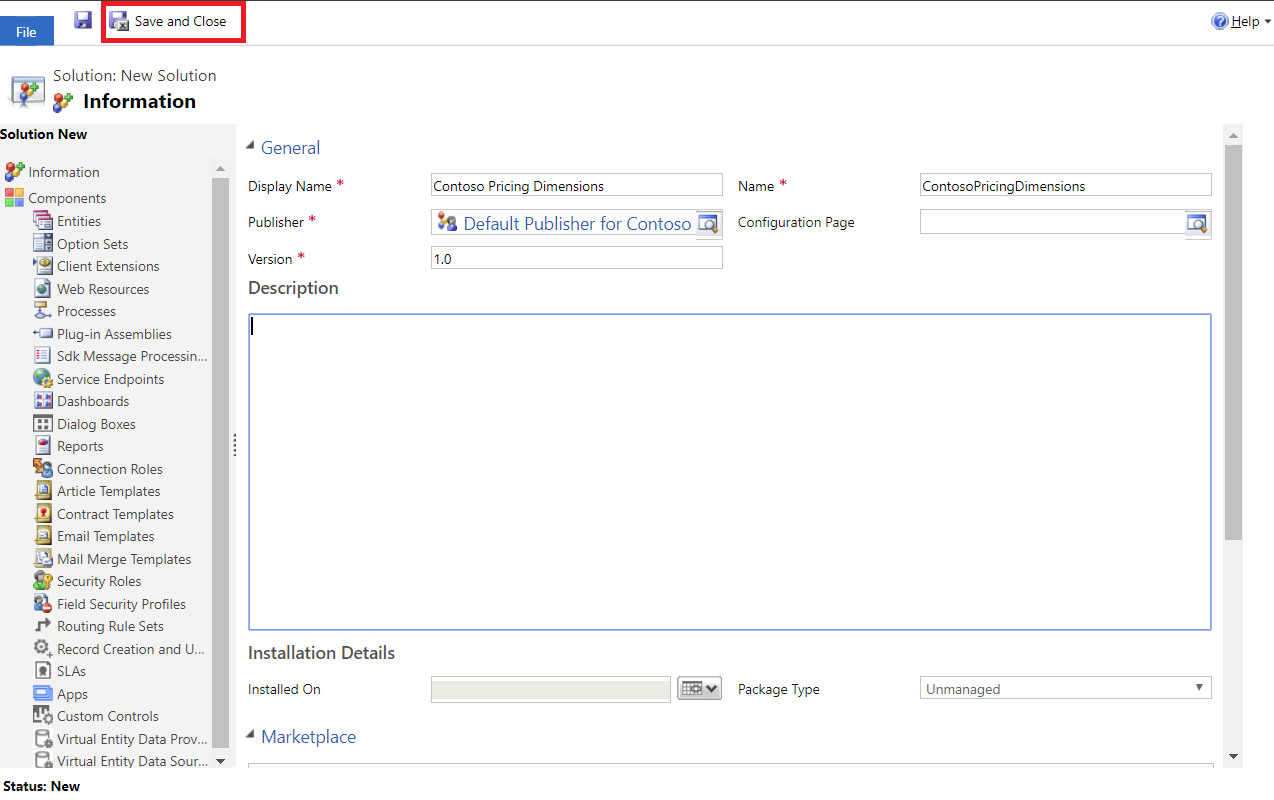 File
Save and Close
Help
Solution: New Solution
Information
Solution New
Information
Components
Entities
Option Sets
Client Extensions
Web Resources
Processes
Plug-in Assemblies
Sdk Message Processin...
Service Endpoints
Dashboards
Dialog Boxes
Reports
Connection Roles
Article Templates
Contract Templates
Email Templates
Mail Merge Templates
Security Roles
Field Security Profiles
Routing Rule Sets
Record Creation and U...
SLAs
Apps
Custom Controls
Virtual Entity Data Prov...
Virtual Entity Data Sour...
General
Display Name * Contoso Pricing Dimensions Name * ContosoPricingDimensions
Publisher * Default Publisher for Contoso Configuration Page
Version * 1.0
Description
Installation Details
Installed On Package Type Unmanaged
Marketplace
Status: New